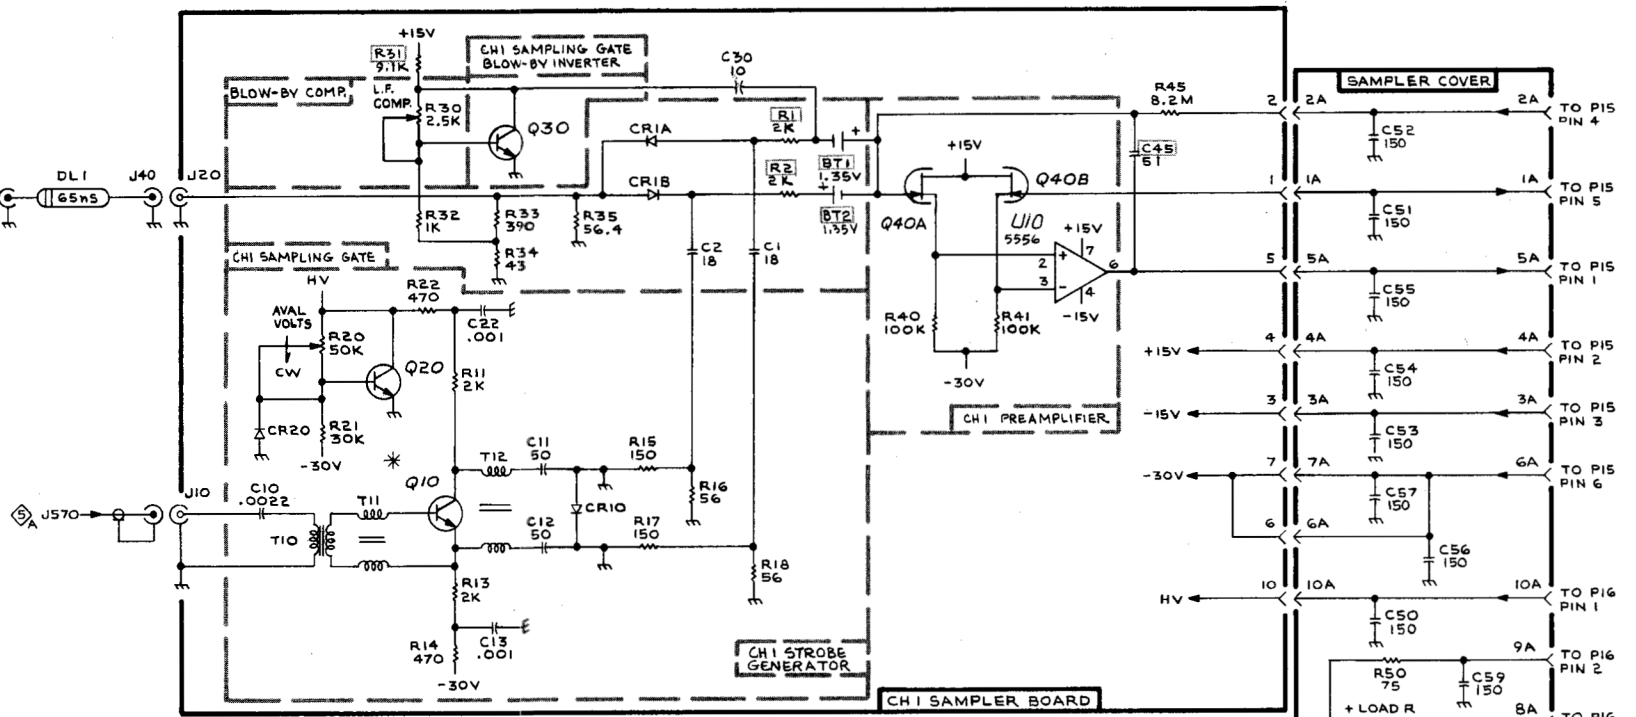 +15V
R31
9.1K
CH1 SAMPLING GATE
BLOW-BY INVERTER
C30
10
BLOW-BY COMP.
L.F.
COMP.
R30
2.5K
Q30
CR1A
R1
2K
BT1
1.35V
+
R45
8.2M
2
2A
SAMPLER COVER
2A
TO P15
PIN 4
C52
150
C45
51
DL1
65nS
J40
J20
CR1B
R2
2K
+
BT2
1.35V
+15V
Q40A
Q40B
1
1A
1A
TO P15
PIN 5
C51
150
R32
1K
R33
390
R35
56.4
R34
43
U10
5556
+15V
7
+
2
3
-
6
4
-15V
5
5A
5A
TO P15
PIN 1
C55
150
CH1 SAMPLING GATE
C2
18
C1
18
HV
R22
470
C22
.001
AVAL
VOLTS
R20
50K
CW
Q20
R11
2K
R40
100K
R41
100K
-30V
+15V
4
4A
4A
TO P15
PIN 2
C54
150
CR20
R21
30K
-30V
CH1 PREAMPLIFIER
-15V
3
3A
3A
TO P15
PIN 3
C53
150
*
T12
C11
50
R15
150
R16
56
-30V
7
7A
6A
TO P15
PIN 6
C57
150
6
6A
C56
150
5
A
J570
J10
C10
.0022
T11
T10
Q10
CR10
C12
50
R17
150
R18
56
R13
2K
C13
.001
R14
470
-30V
HV
10
10A
10A
TO P16
PIN 1
C50
150
CH1 STROBE
GENERATOR
CH1 SAMPLER BOARD
9A
TO P16
PIN 2
R50
75
C59
150
+ LOAD R
8A
TO P16